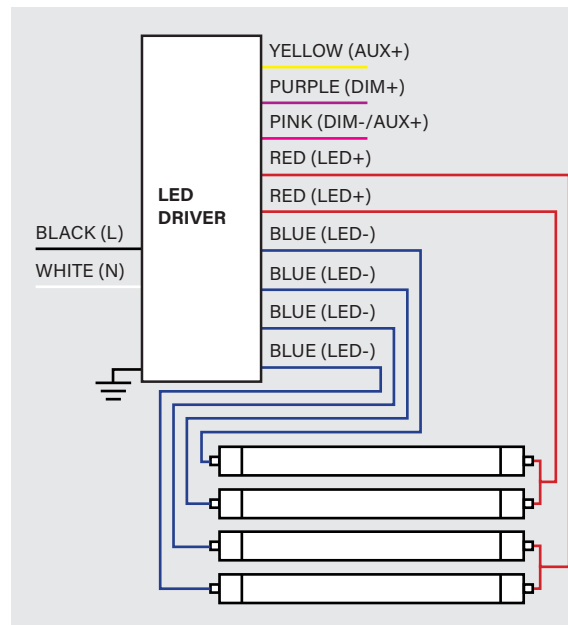 YELLOW (AUX+)
PURPLE (DIM+)
PINK (DIM-/AUX+)
RED (LED+)
LED
DRIVER
RED (LED+)
BLACK (L)
BLUE (LED-)
WHITE (N)
BLUE (LED-)
BLUE (LED-)
BLUE (LED-)